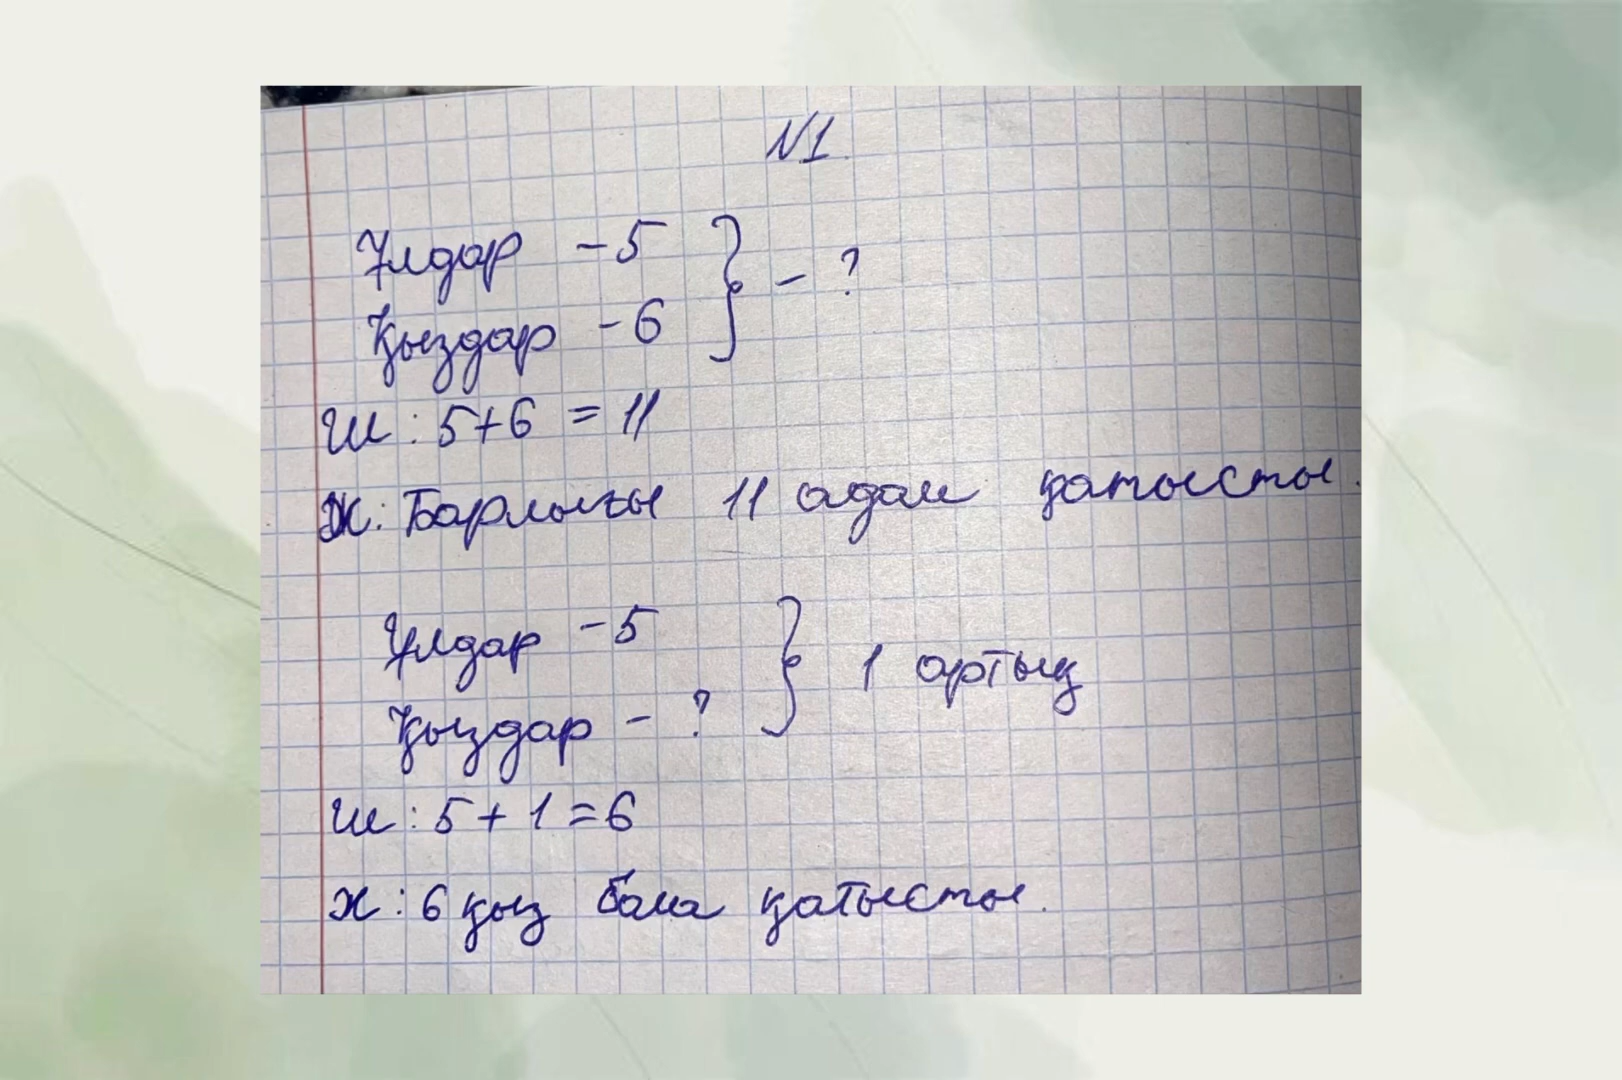 N1.
Ұлдар - 5 } - ?
Қыздар - 6
Ш: 5+6 = 11
Ж: Барлығы 11 адам қатысты.
Ұлдар - 5 } 1 артық
Қыздар - ?
Ш: 5+1=6
Ж: 6 қыз бала қатысты.